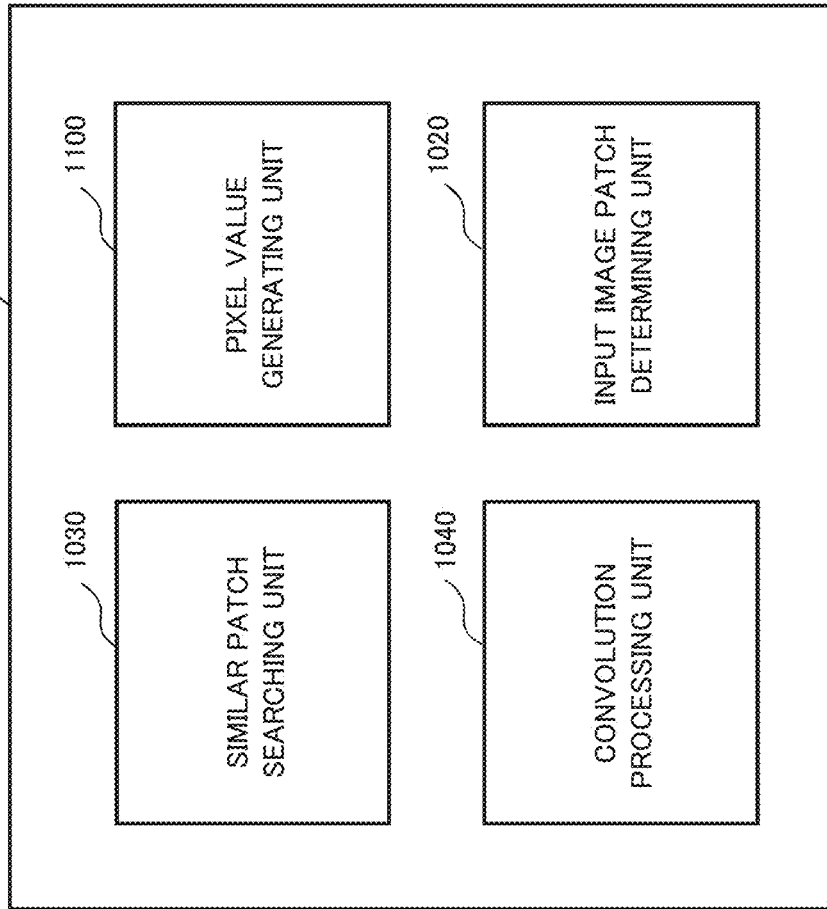 1030
SIMILAR PATCH
SEARCHING UNIT
1100
PIXEL VALUE
GENERATING UNIT
1040
CONVOLUTION
PROCESSING UNIT
1020
INPUT IMAGE PATCH
DETERMINING UNIT